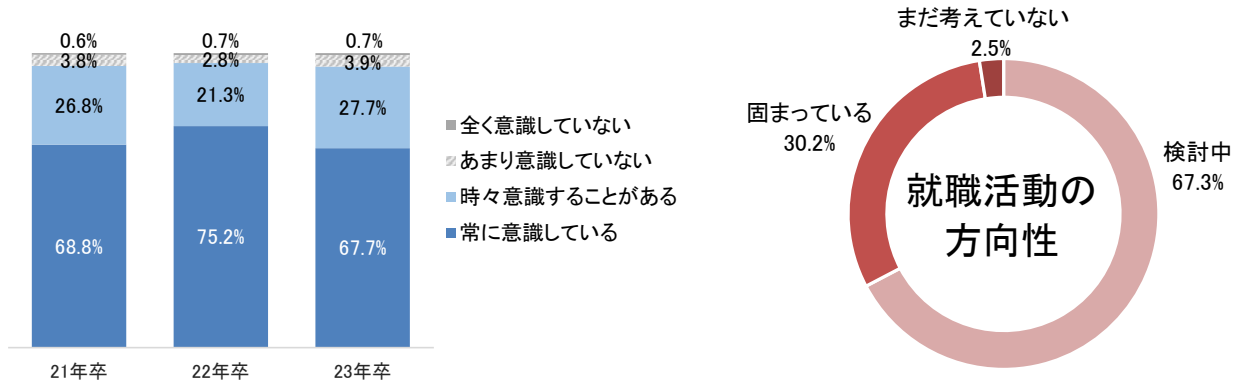 0.6%
0.7%
0.7%
3.8%
2.8%
3.9%
26.8%
21.3%
27.7%
68.8%
75.2%
67.7%
21年卒
22年卒
23年卒
全く意識していない
あまり意識していない
時々意識することがある
常に意識している
まだ考えていない
2.5%
固まっている
30.2%
検討中
67.3%
就職活動の
方向性